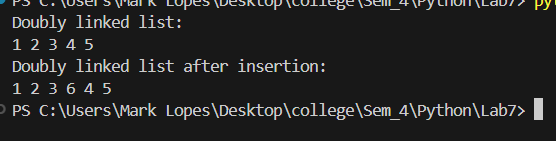 PS C:\Users\Mark Lopes\Desktop\college\Sem_4\Python\Lab7> py
Doubly linked list:
1 2 3 4 5
Doubly linked list after insertion:
1 2 3 6 4 5
PS C:\Users\Mark Lopes\Desktop\college\Sem_4\Python\Lab7>